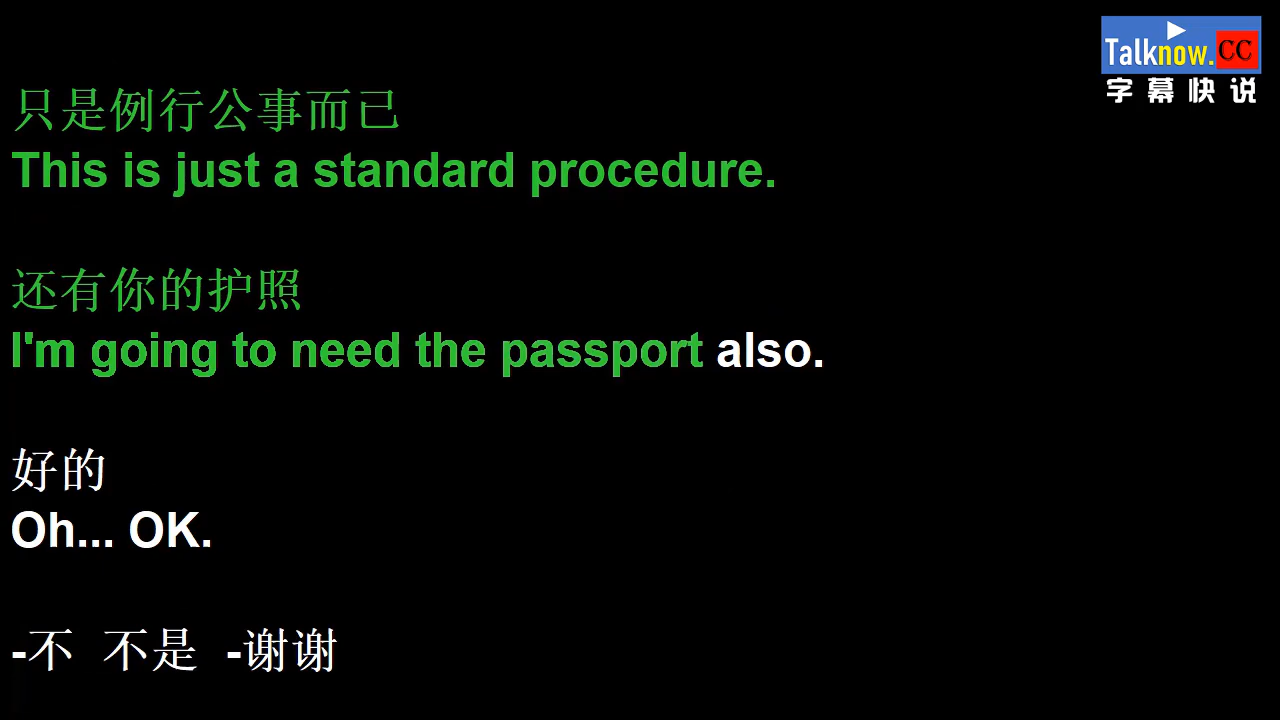 Talknow.CC
字幕快说
只是例行公事而已
This is just a standard procedure.
还有你的护照
I'm going to need the passport also.
好的
Oh... OK.
-不 不是 -谢谢